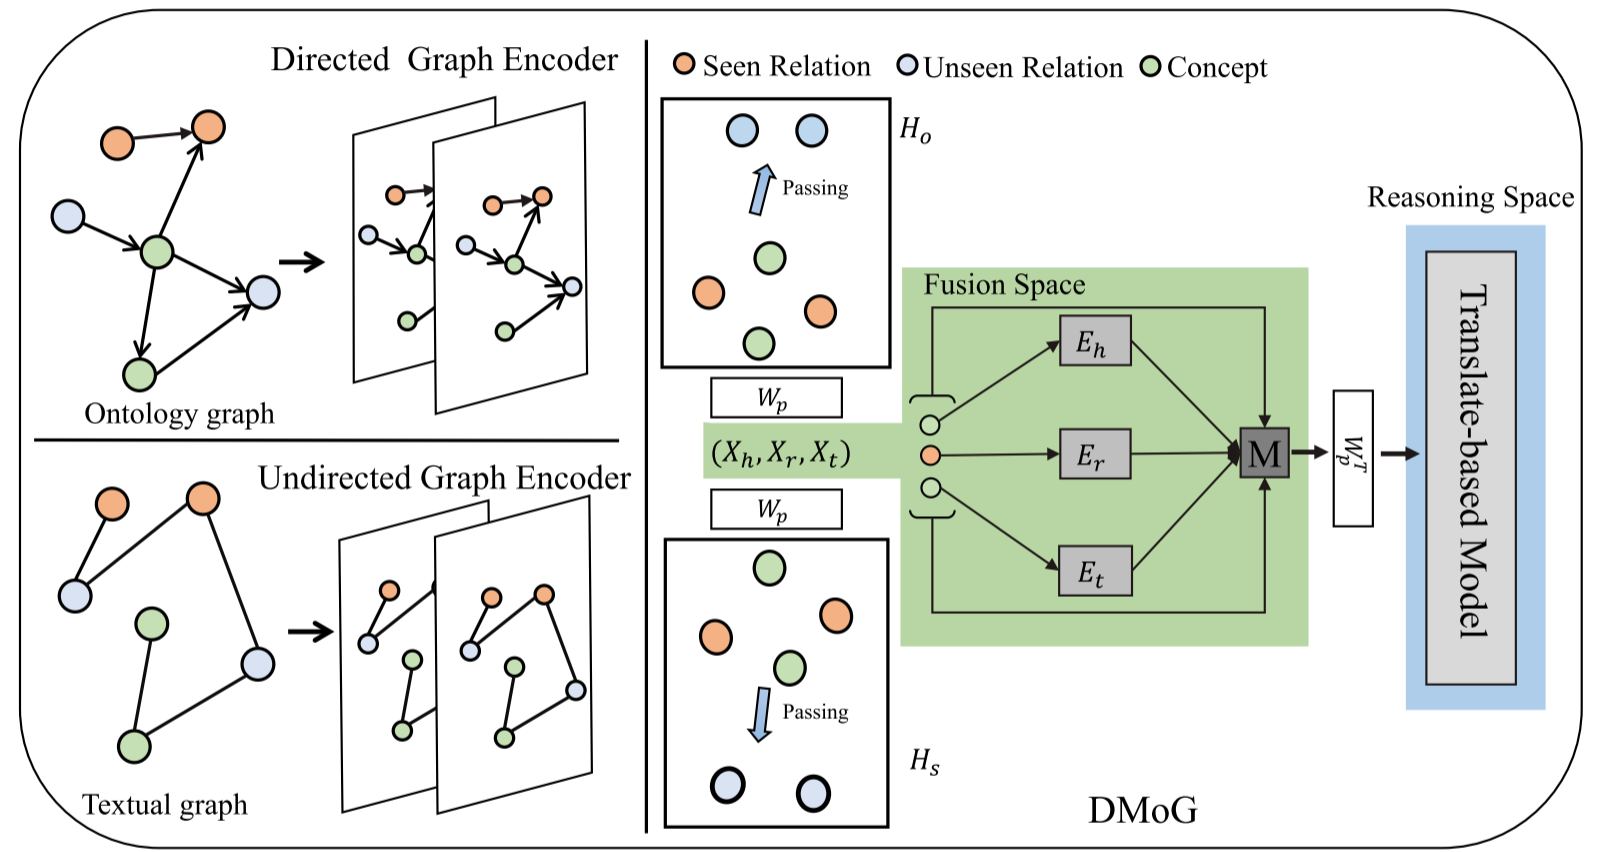 Directed Graph Encoder
Ontology graph
Undirected Graph Encoder
Textual graph
Seen Relation
Unseen Relation
Concept
H_o
Passing
W_p
(X_h, X_r, X_t)
W_p
Passing
H_s
Fusion Space
E_h
E_r
E_t
M
W_p^T
Reasoning Space
Translate-based Model
DMoG